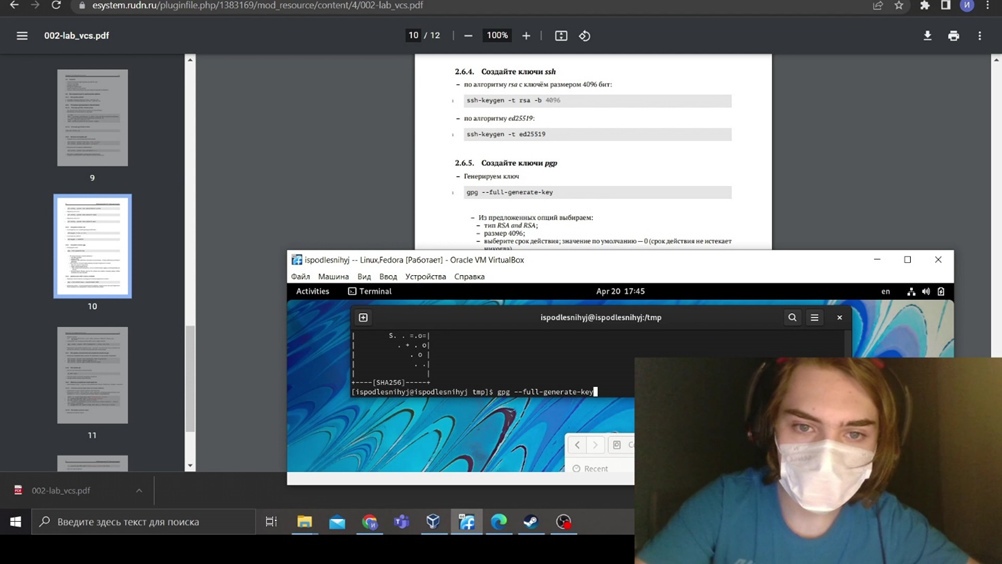 esystem.rudn.ru/pluginfile.php/1383169/mod_resource/content/4/002-lab_vcs.pdf
002-lab_vcs.pdf
10 / 12
100%
9
10
11
2.6.4. Создайте ключи ssh
– по алгоритму rsa с ключём размером 4096 бит:
ssh-keygen -t rsa -b 4096
– по алгоритму ed25519:
ssh-keygen -t ed25519
2.6.5. Создайте ключи pgp
– Генерируем ключ
gpg --full-generate-key
– Из предложенных опций выбираем:
– тип RSA and RSA;
– размер 4096;
– выберите срок действия; значение по умолчанию — 0 (срок действия не истекает
ispodlesnihyj -- Linux,Fedora [Работает] - Oracle VM VirtualBox
Файл Машина Вид Ввод Устройства Справка
Activities Terminal Apr 20 17:45 en
ispodlesnihyj@ispodlesnihyj:/tmp
| S. . =.o=|
| . + . o|
| . o |
| . .|
| |
+----[SHA256]-----+
[ispodlesnihyj@ispodlesnihyj tmp]$ gpg --full-generate-key
Recent
002-lab_vcs.pdf
Введите здесь текст для поиска